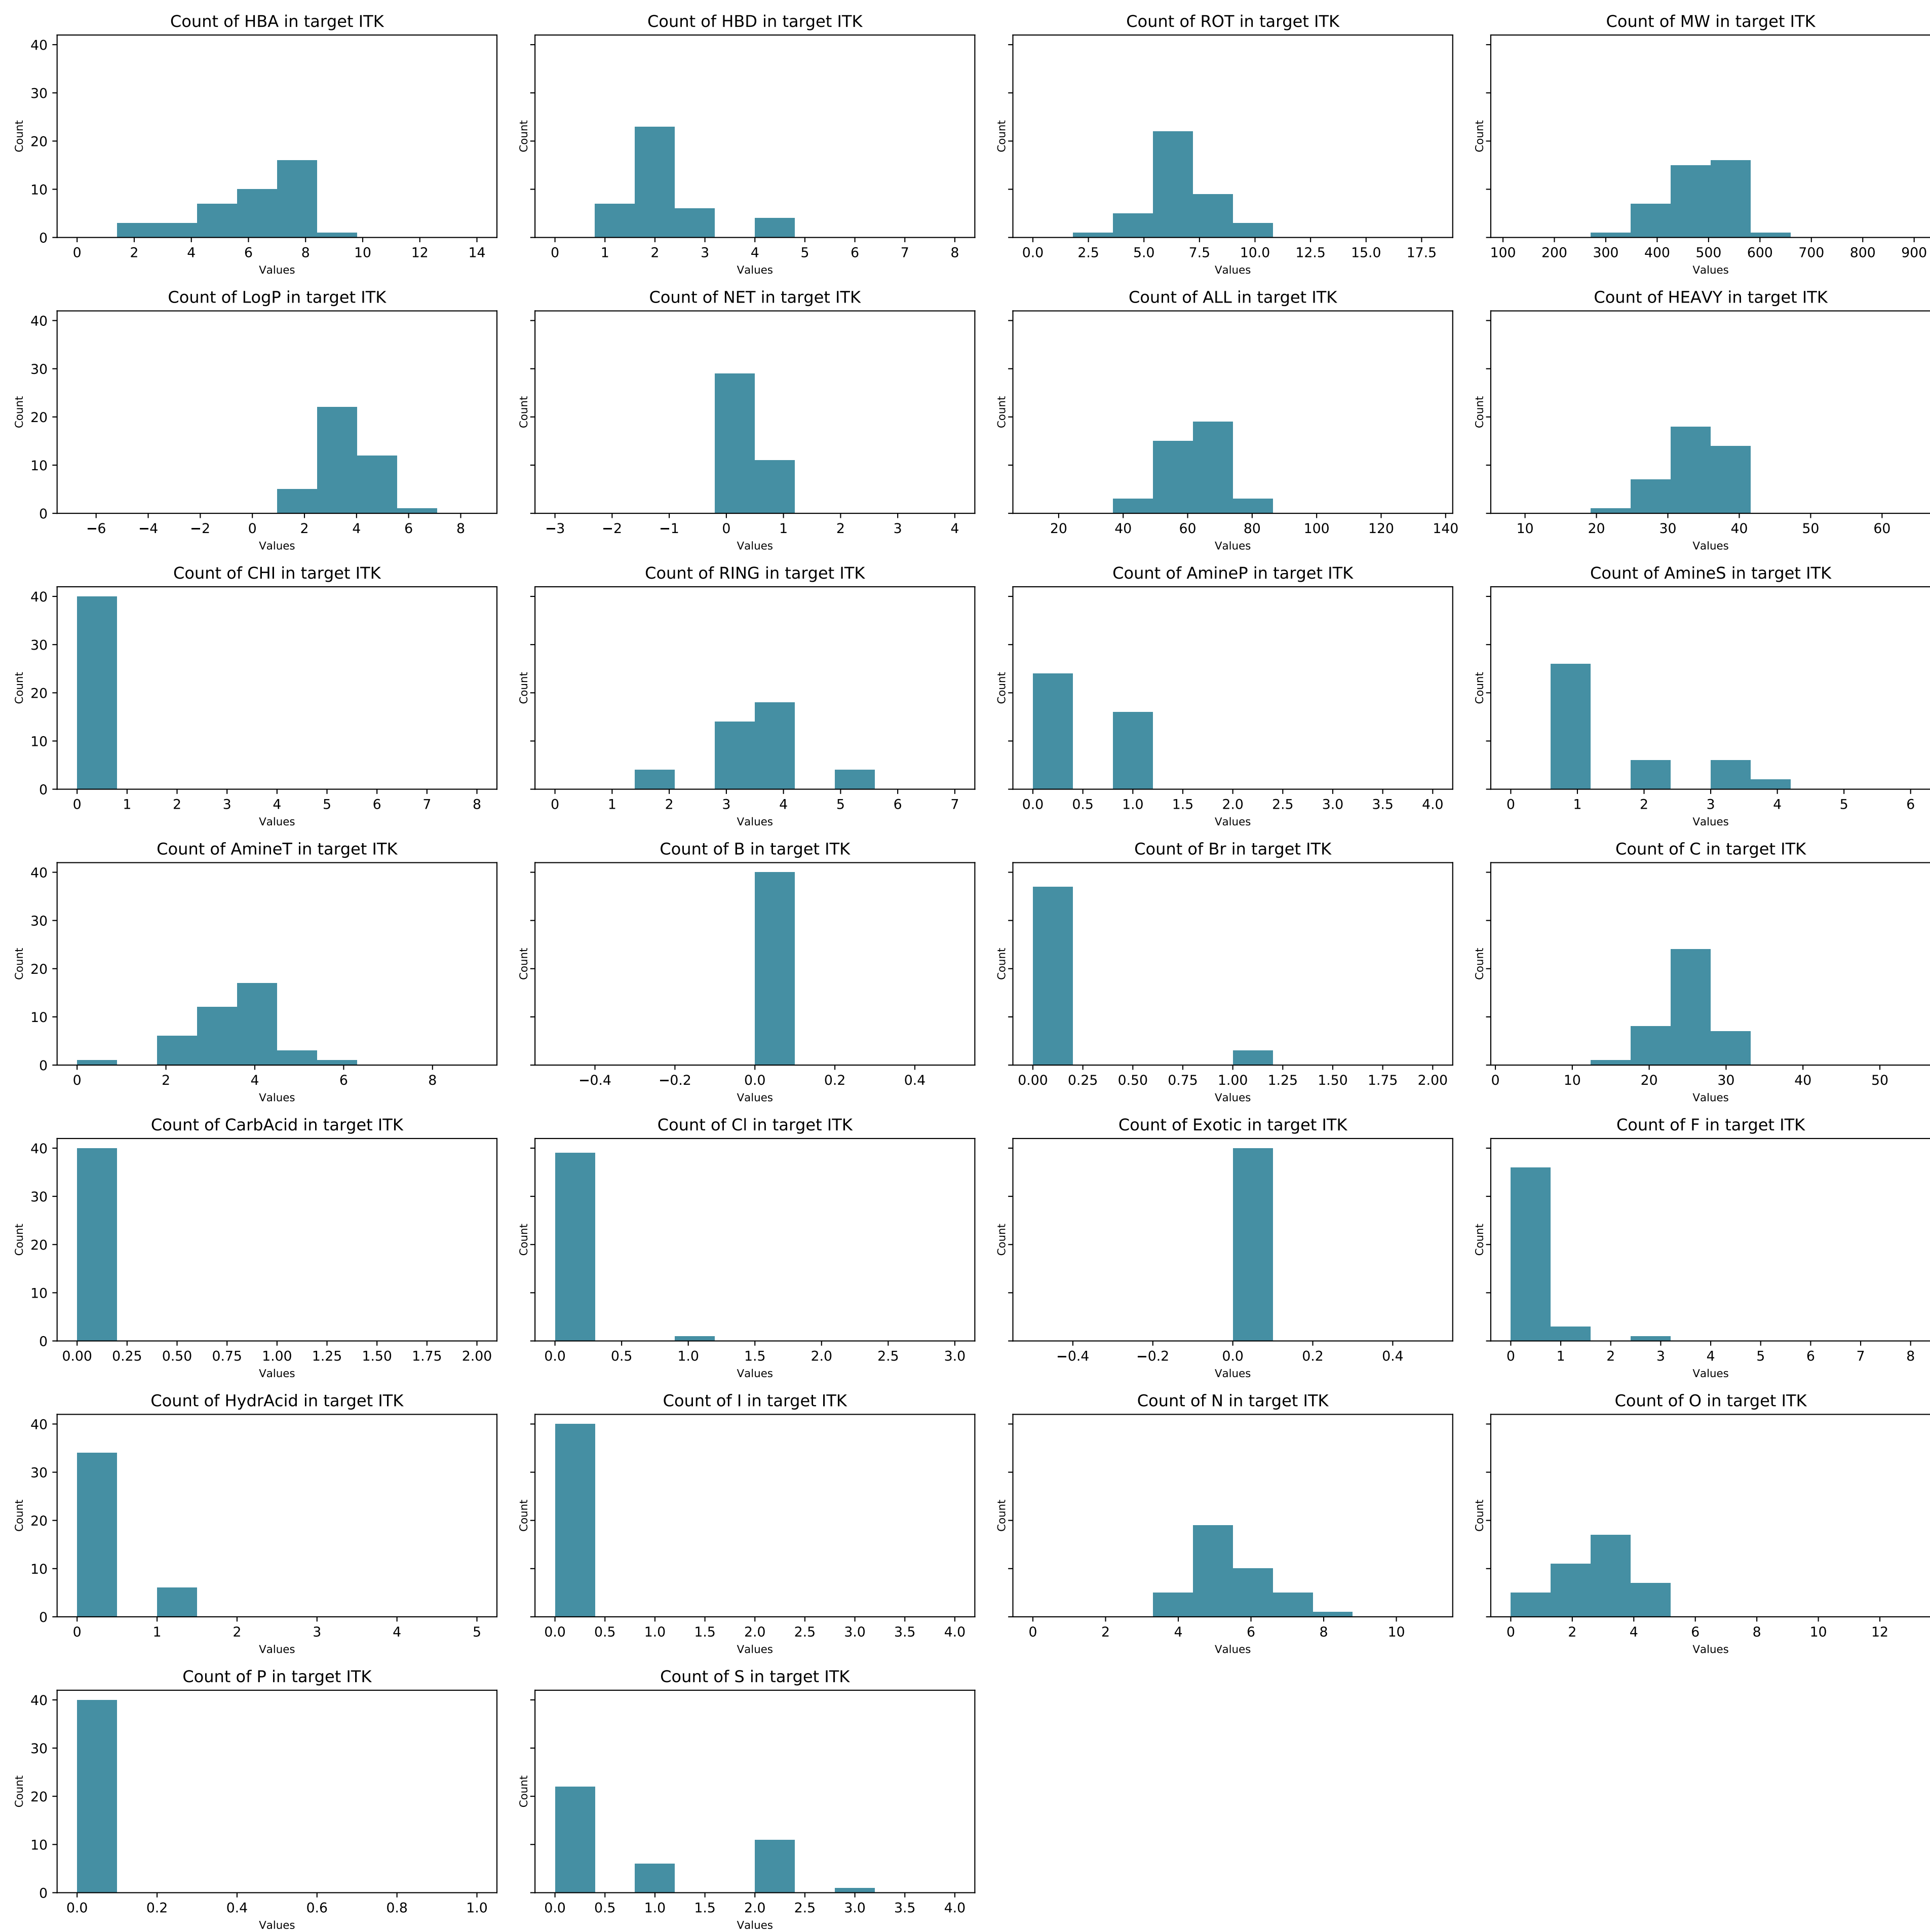 Count of HBA in target ITK
Count of HBD in target ITK
Count of ROT in target ITK
Count of MW in target ITK
40
30
20
10
0
Count
Count
Count
Count
0 2 4 6 8 10 12 14
0 1 2 3 4 5 6 7 8
0.0 2.5 5.0 7.5 10.0 12.5 15.0 17.5
100 200 300 400 500 600 700 800 900
Values
Values
Values
Values
Count of LogP in target ITK
Count of NET in target ITK
Count of ALL in target ITK
Count of HEAVY in target ITK
40
30
20
10
0
Count
Count
Count
Count
−6 −4 −2 0 2 4 6 8
−3 −2 −1 0 1 2 3 4
20 40 60 80 100 120 140
10 20 30 40 50 60
Values
Values
Values
Values
Count of CHI in target ITK
Count of RING in target ITK
Count of AmineP in target ITK
Count of AmineS in target ITK
40
30
20
10
0
Count
Count
Count
Count
0 1 2 3 4 5 6 7 8
0 1 2 3 4 5 6 7
0.0 0.5 1.0 1.5 2.0 2.5 3.0 3.5 4.0
0 1 2 3 4 5 6
Values
Values
Values
Values
Count of AmineT in target ITK
Count of B in target ITK
Count of Br in target ITK
Count of C in target ITK
40
30
20
10
0
Count
Count
Count
Count
0 2 4 6 8
−0.4 −0.2 0.0 0.2 0.4
0.00 0.25 0.50 0.75 1.00 1.25 1.50 1.75 2.00
0 10 20 30 40 50
Values
Values
Values
Values
Count of CarbAcid in target ITK
Count of Cl in target ITK
Count of Exotic in target ITK
Count of F in target ITK
40
30
20
10
0
Count
Count
Count
Count
0.00 0.25 0.50 0.75 1.00 1.25 1.50 1.75 2.00
0.0 0.5 1.0 1.5 2.0 2.5 3.0
−0.4 −0.2 0.0 0.2 0.4
0 1 2 3 4 5 6 7 8
Values
Values
Values
Values
Count of HydrAcid in target ITK
Count of I in target ITK
Count of N in target ITK
Count of O in target ITK
40
30
20
10
0
Count
Count
Count
Count
0 1 2 3 4 5
0.0 0.5 1.0 1.5 2.0 2.5 3.0 3.5 4.0
0 2 4 6 8 10
0 2 4 6 8 10 12
Values
Values
Values
Values
Count of P in target ITK
Count of S in target ITK
40
30
20
10
0
Count
Count
0.0 0.2 0.4 0.6 0.8 1.0
0.0 0.5 1.0 1.5 2.0 2.5 3.0 3.5 4.0
Values
Values